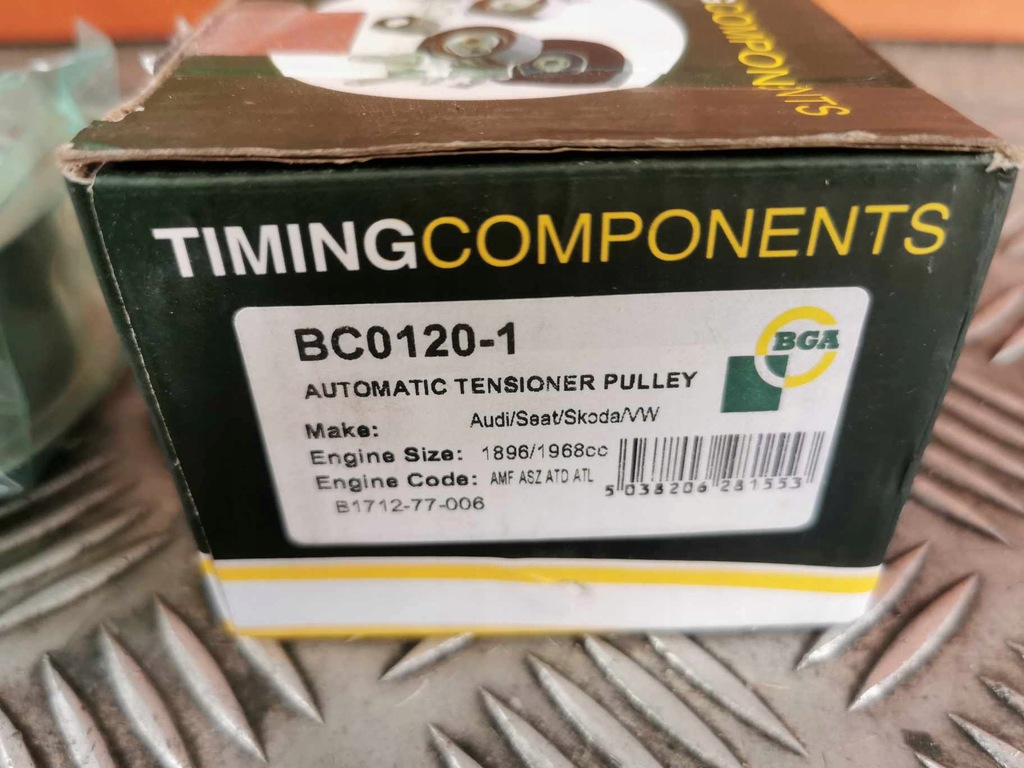 COMPONENTS
TIMINGCOMPONENTS
BC0120-1
BGA
AUTOMATIC TENSIONER PULLEY
Make: Audi/Seat/Skoda/VW
Engine Size: 1896/1968cc
Engine Code: AMF ASZ ATD ATL
B1712-77-006
5 038206 281553